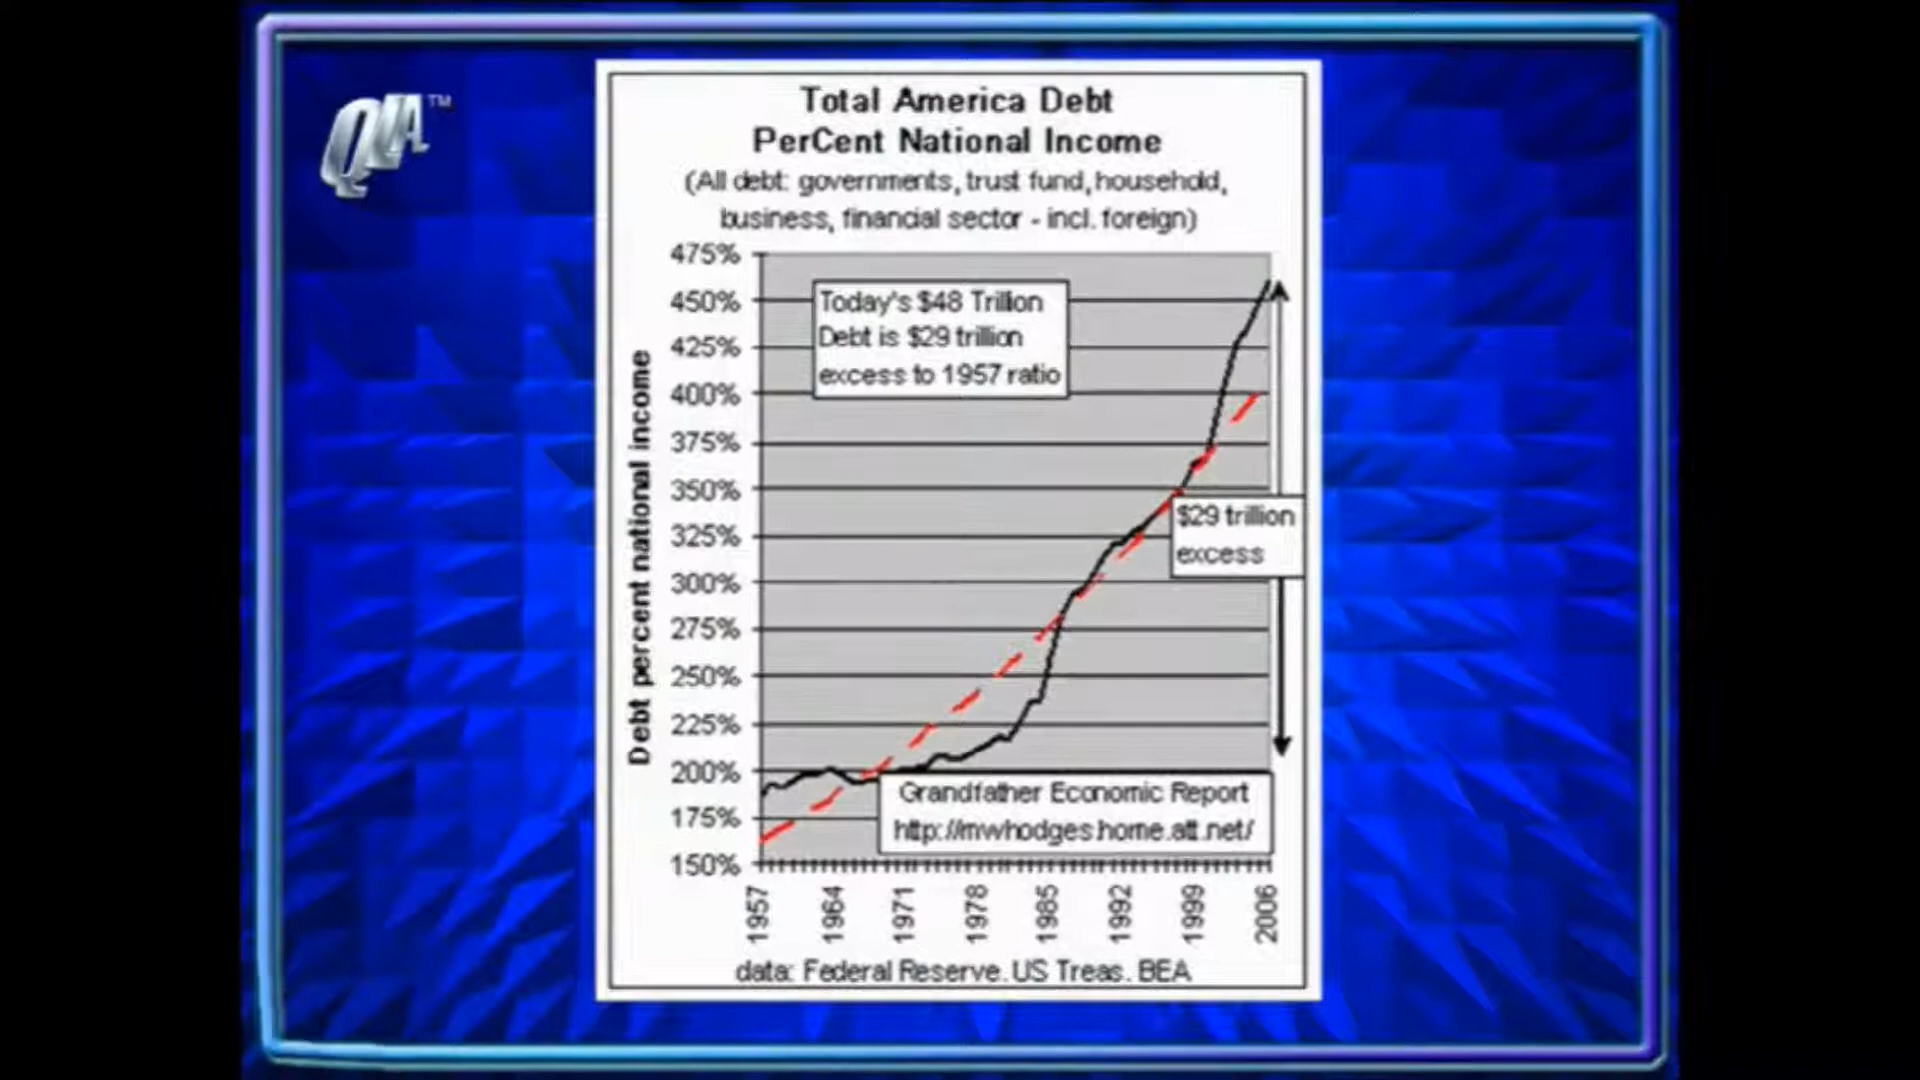 QIA™
Total America Debt
PerCent National Income
(All debt: governments, trust fund, household,
business, financial sector - incl. foreign)
475%
450%
425%
400%
375%
350%
325%
300%
275%
250%
225%
200%
175%
150%
Debt percent national income
Today's $48 Trillion
Debt is $29 trillion
excess to 1957 ratio
$29 trillion
excess
Grandfather Economic Report
http://mwhodges.home.att.net/
1957 1964 1971 1978 1985 1992 1999 2006
data: Federal Reserve. US Treas. BEA